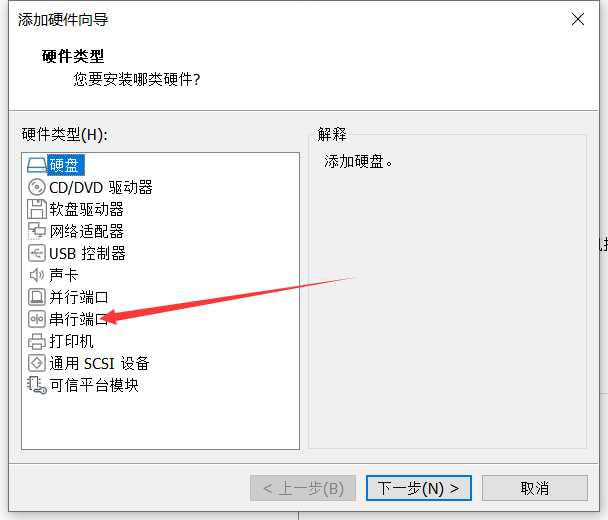 添加硬件向导
硬件类型
您要安装哪类硬件?
硬件类型(H):
解释
硬盘
添加硬盘。
CD/DVD 驱动器
软盘驱动器
网络适配器
USB 控制器
声卡
并行端口
串行端口
打印机
通用 SCSI 设备
可信平台模块
< 上一步(B)
下一步(N) >
取消